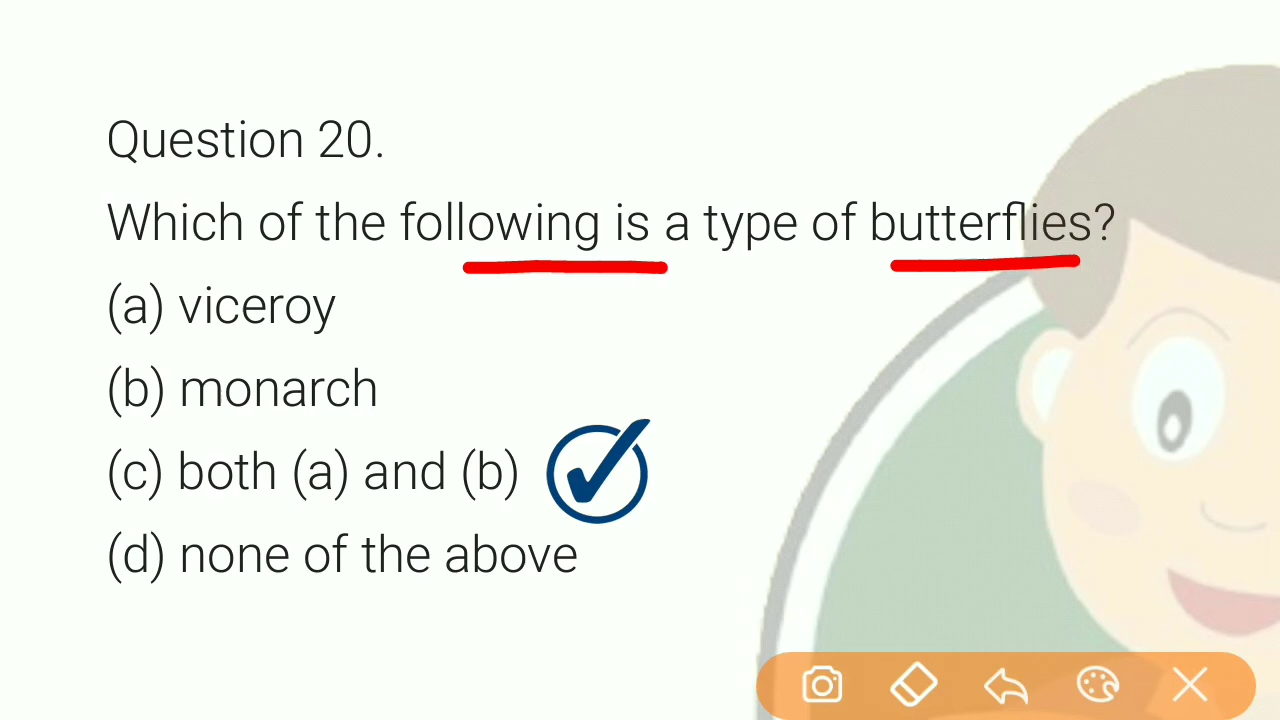 Question 20.
Which of the following is a type of butterflies?
(a) viceroy
(b) monarch
(c) both (a) and (b)
(d) none of the above